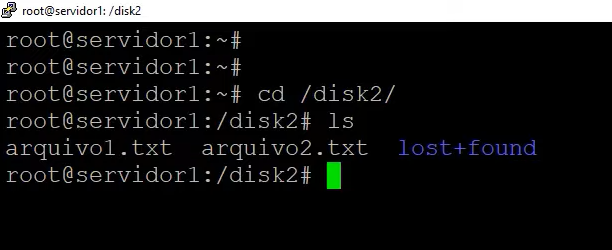 root@servidor1: /disk2
root@servidor1:~#
root@servidor1:~#
root@servidor1:~# cd /disk2/
root@servidor1:/disk2# ls
arquivo1.txt  arquivo2.txt  lost+found
root@servidor1:/disk2#